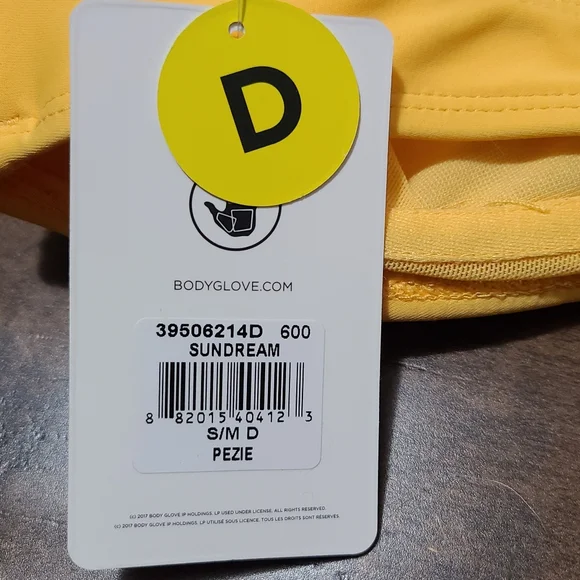 D
BODYGLOVE.COM
39506214D 600
SUNDREAM
8 82015 40412 3
S/M D
PEZIE
(c) 2017 BODY GLOVE IP HOLDINGS, LP USED UNDER LICENSE, ALL RIGHTS RESERVED.
(c) 2017 BODY GLOVE IP HOLDINGS, LP UTILISÉ SOUS LICENCE, TOUS LES DROITS SONT RÉSERVÉS.